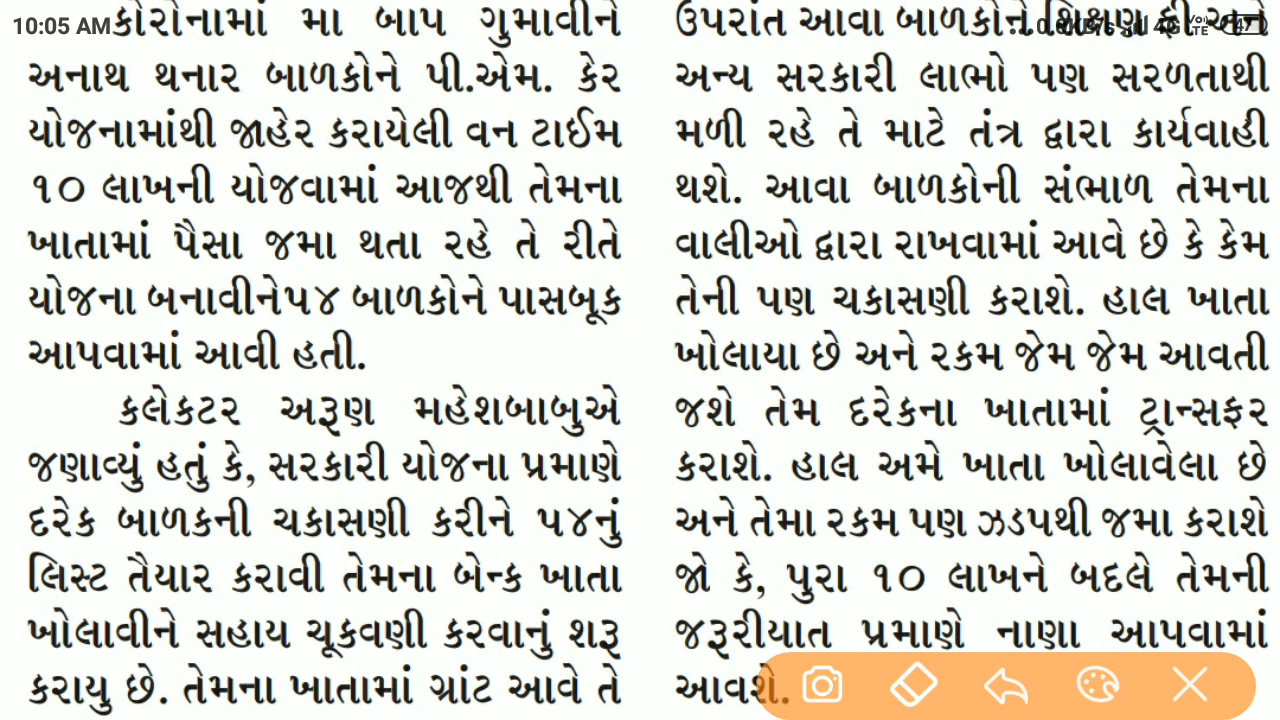 10:05 AM
કોરોનામાં મા બાપ ગુમાવીને
અનાથ થનાર બાળકોને પી.એમ. કેર
યોજનામાંથી જાહેર કરાયેલી વન ટાઈમ
૧૦ લાખની યોજવામાં આજથી તેમના
ખાતામાં પૈસા જમા થતા રહે તે રીતે
યોજના બનાવીને૫૪ બાળકોને પાસબૂક
આપવામાં આવી હતી.
કલેકટર અરૂણ મહેશબાબુએ
જણાવ્યું હતું કે, સરકારી યોજના પ્રમાણે
દરેક બાળકની ચકાસણી કરીને ૫૪નું
લિસ્ટ તૈયાર કરાવી તેમના બેન્ક ખાતા
ખોલાવીને સહાય ચૂકવણી કરવાનું શરૂ
કરાયુ છે. તેમના ખાતામાં ગ્રાંટ આવે તે
ઉપરાંત આવા બાળકોને શિક્ષણ ફી અને
અન્ય સરકારી લાભો પણ સરળતાથી
મળી રહે તે માટે તંત્ર દ્વારા કાર્યવાહી
થશે. આવા બાળકોની સંભાળ તેમના
વાલીઓ દ્વારા રાખવામાં આવે છે કે કેમ
તેની પણ ચકાસણી કરાશે. હાલ ખાતા
ખોલાયા છે અને રકમ જેમ જેમ આવતી
જશે તેમ દરેકના ખાતામાં ટ્રાન્સફર
કરાશે. હાલ અમે ખાતા ખોલાવેલા છે
અને તેમા રકમ પણ ઝડપથી જમા કરાશે
જો કે, પુરા ૧૦ લાખને બદલે તેમની
જરૂરીયાત પ્રમાણે નાણા આપવામાં
આવશે.